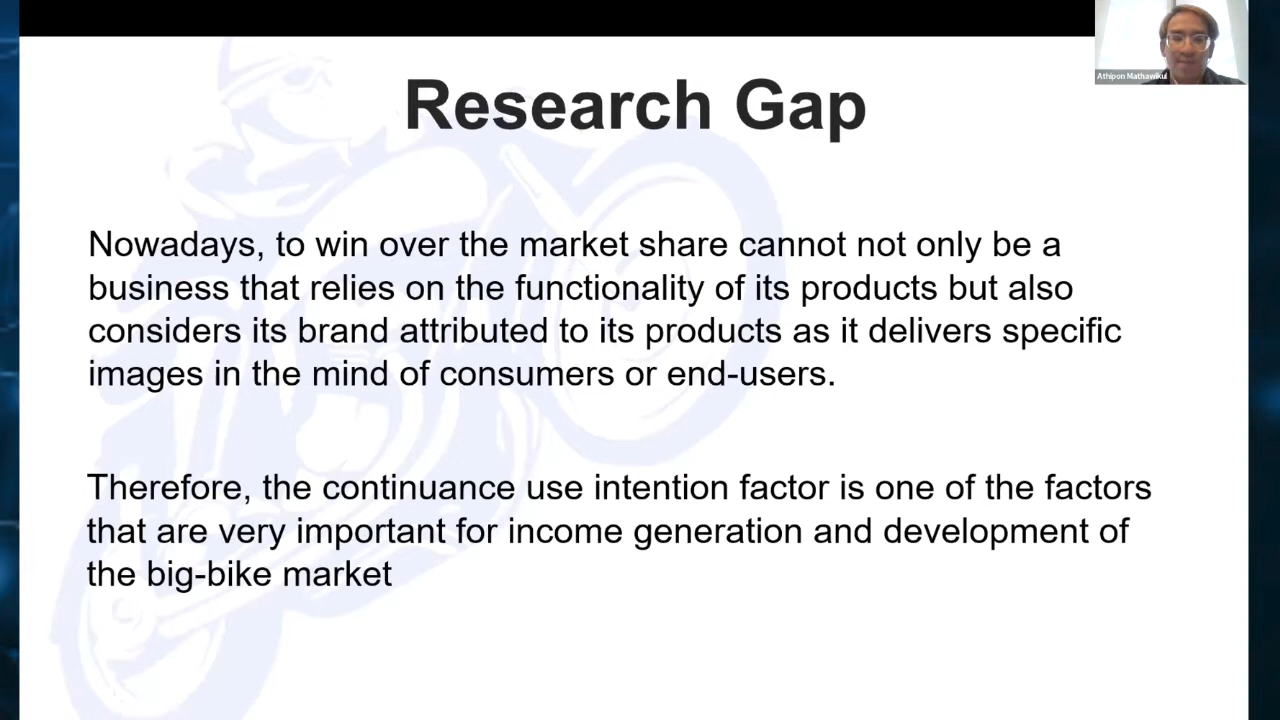 Athipon Mathawikul
Research Gap
Nowadays, to win over the market share cannot not only be a
business that relies on the functionality of its products but also
considers its brand attributed to its products as it delivers specific
images in the mind of consumers or end-users.
Therefore, the continuance use intention factor is one of the factors
that are very important for income generation and development of
the big-bike market